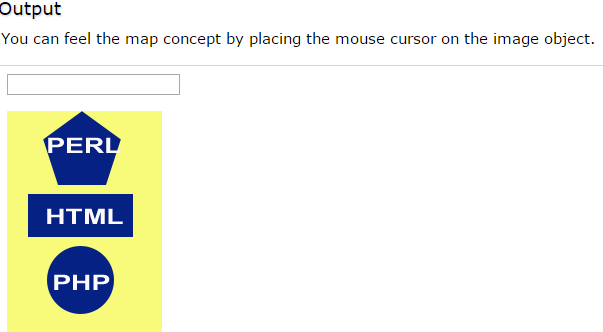 Output
You can feel the map concept by placing the mouse cursor on the image object.
PERL
HTML
PHP